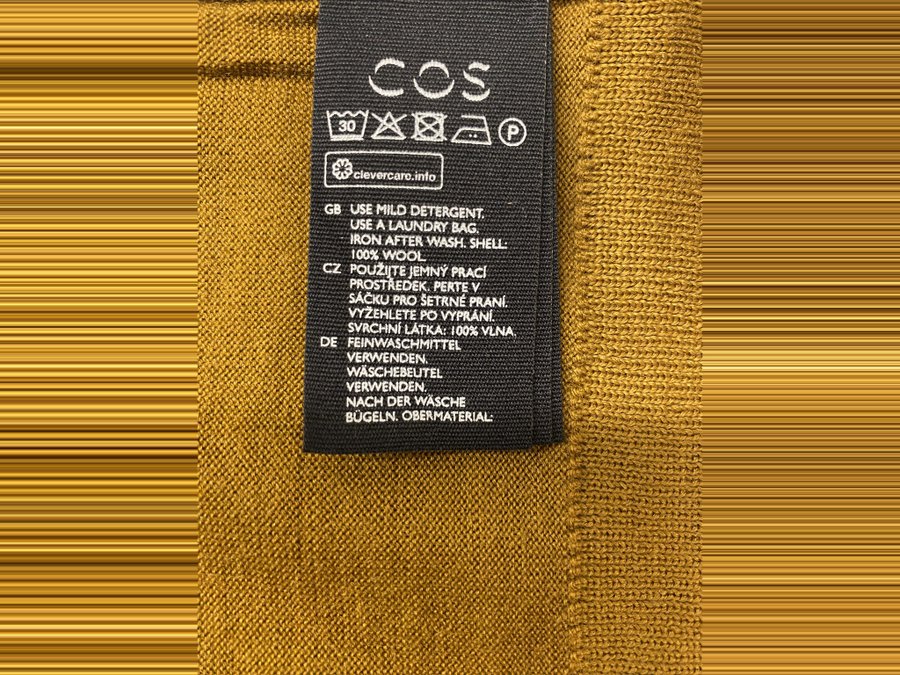 COS
30 P
clevercare.info
GB USE MILD DETERGENT.
USE A LAUNDRY BAG.
IRON AFTER WASH. SHELL:
100% WOOL.
CZ POUŽIJTE JEMNÝ PRACÍ
PROSTŘEDEK. PERTE V
SÁČKU PRO ŠETRNÉ PRANÍ.
VYŽEHLETE PO VYPRÁNÍ.
SVRCHNÍ LÁTKA: 100% VLNA.
DE FEINWASCHMITTEL
VERWENDEN.
WÄSCHEBEUTEL
VERWENDEN.
NACH DER WÄSCHE
BÜGELN. OBERMATERIAL: